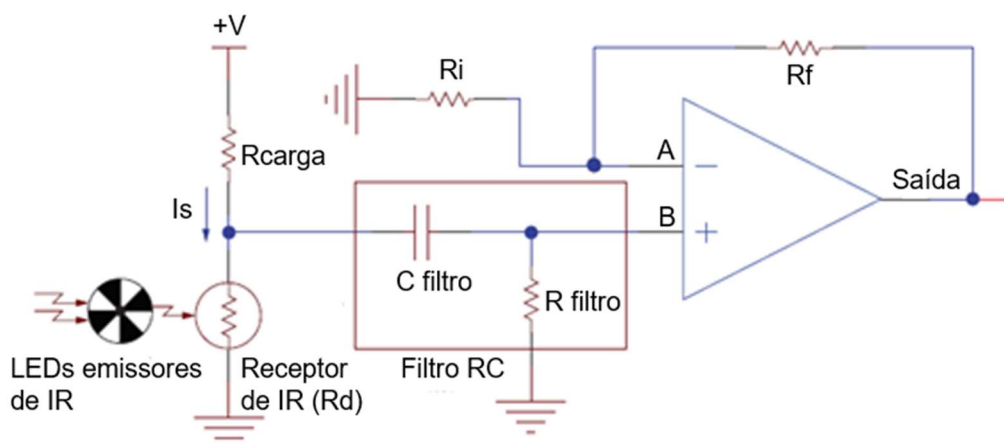 +V
Ri
Rf
Rcarga
A
Saída
Is
B
C filtro
R filtro
LEDs emissores
de IR
Receptor
de IR (Rd)
Filtro RC